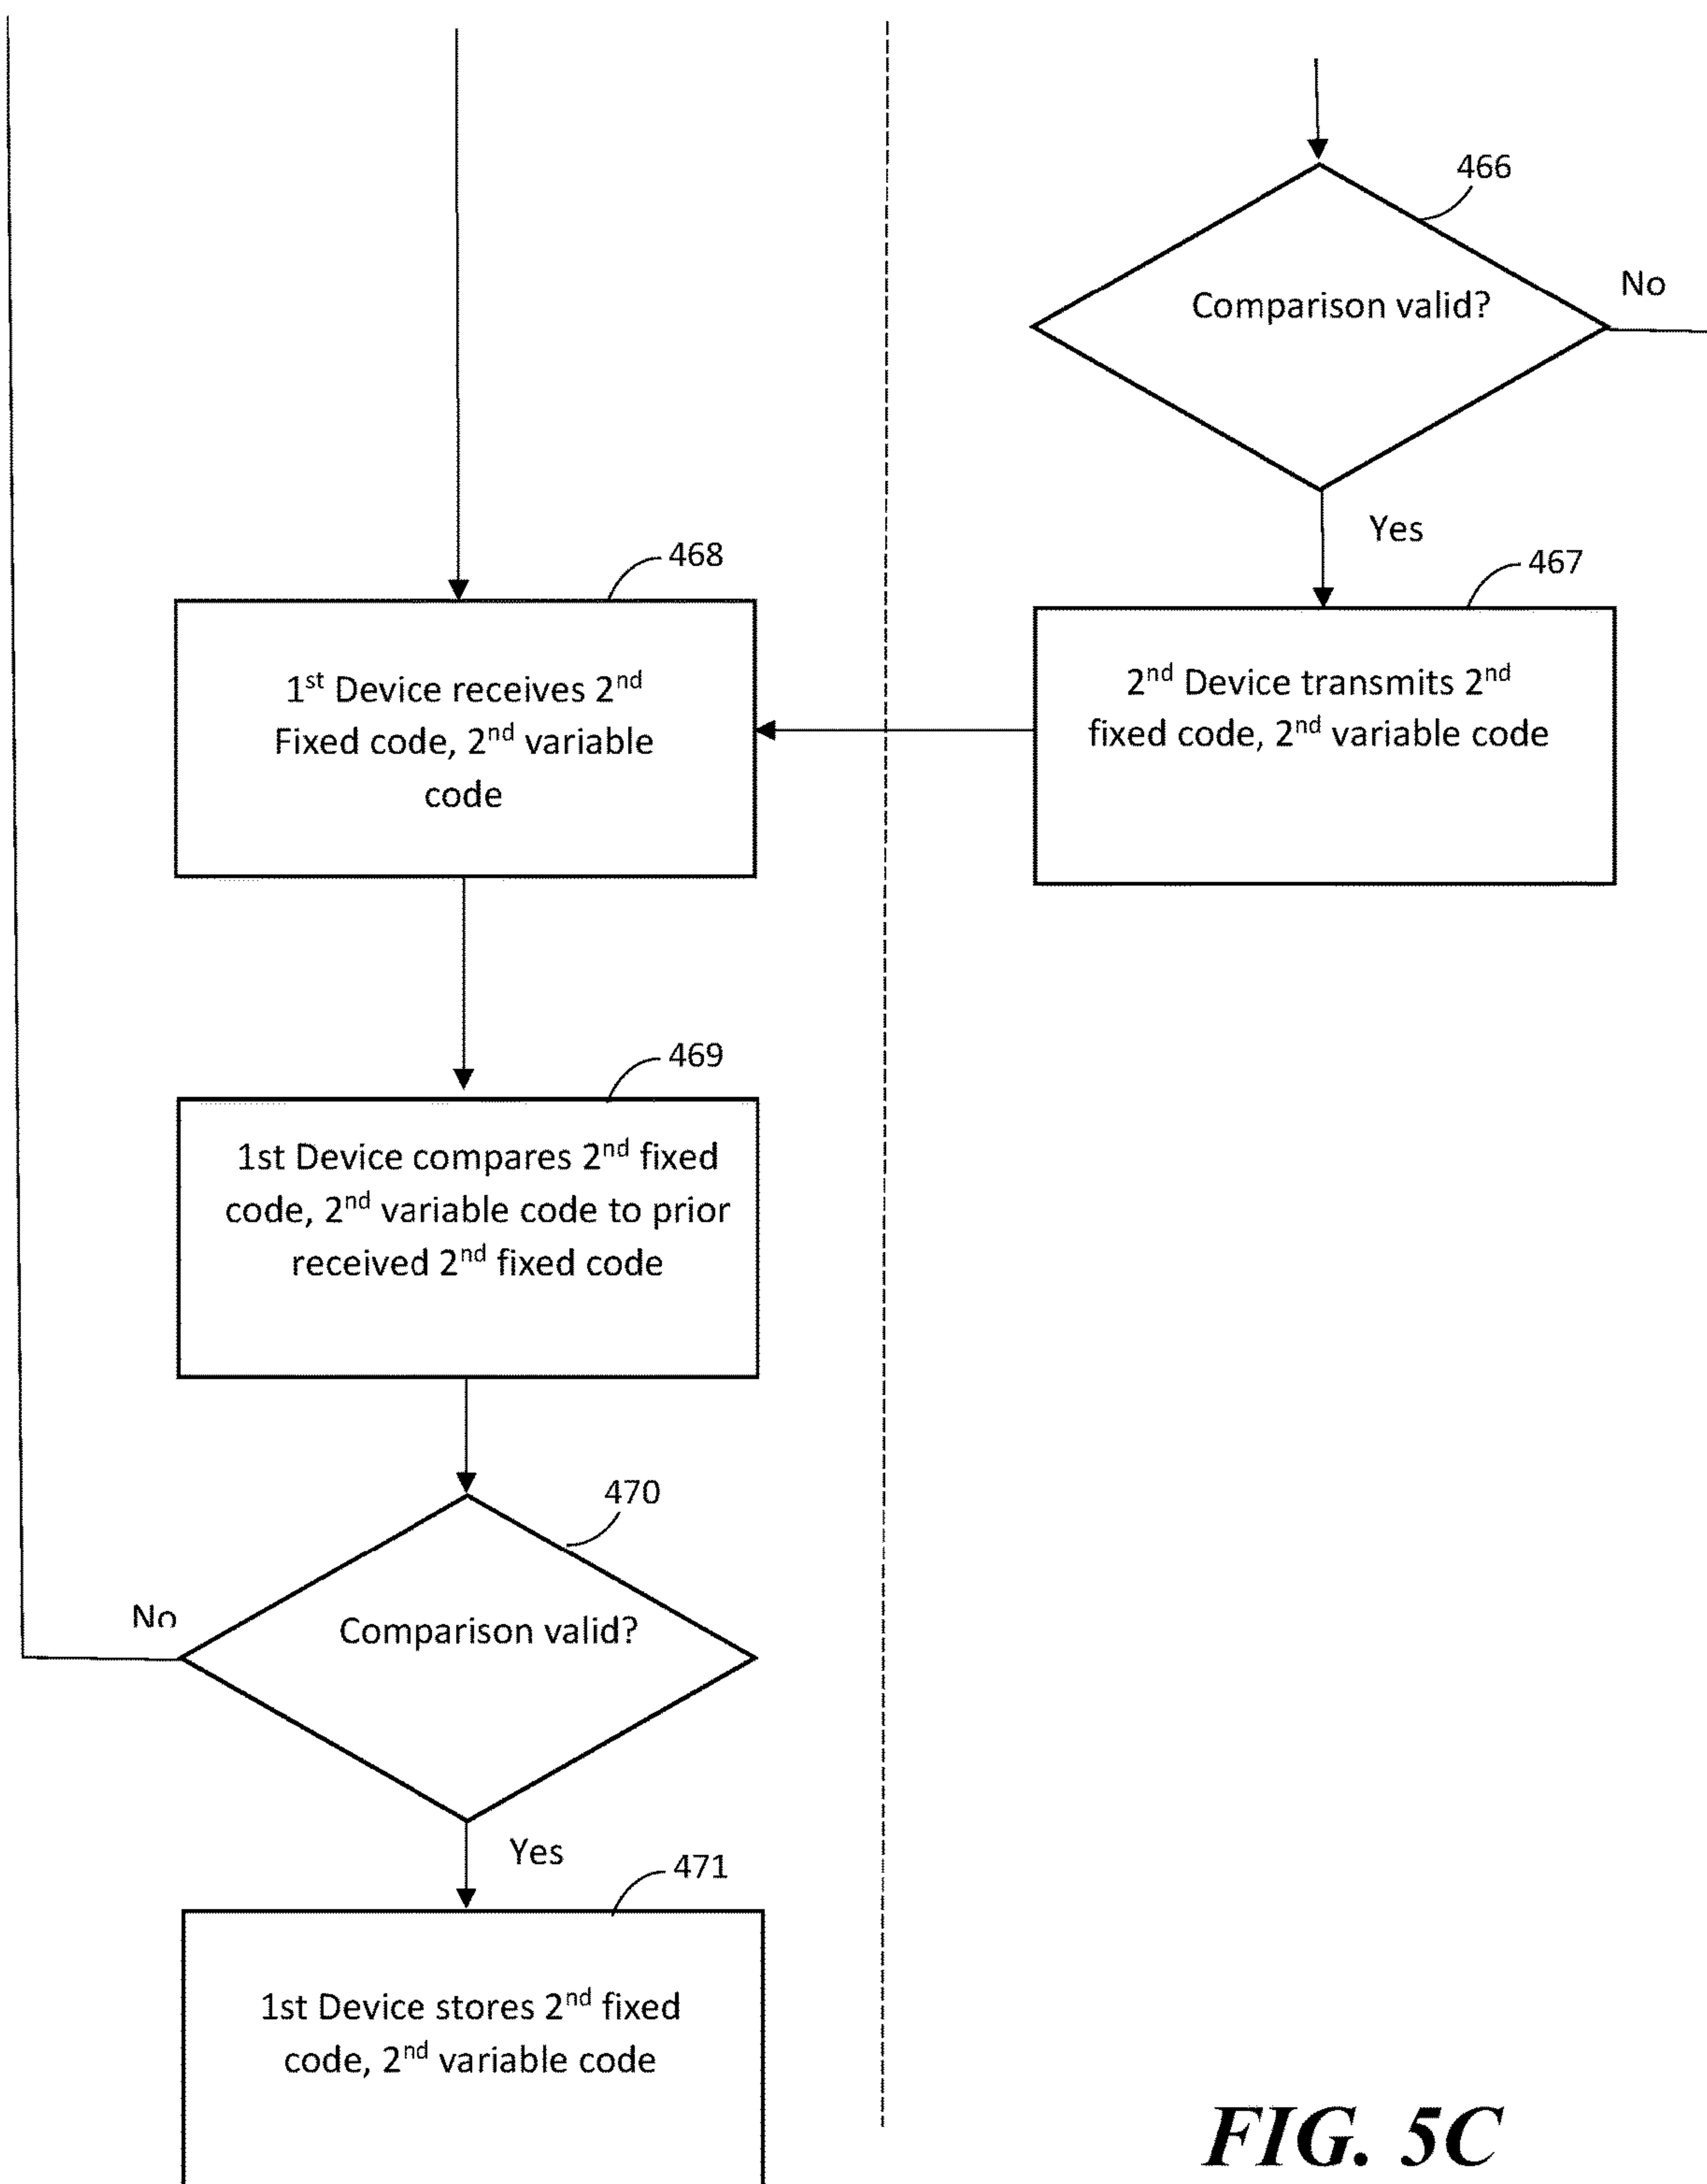 466
Comparison valid?
No
Yes
468
467
1st Device receives 2nd
Fixed code, 2nd variable
code
2nd Device transmits 2nd
fixed code, 2nd variable code
469
1st Device compares 2nd fixed
code, 2nd variable code to prior
received 2nd fixed code
470
No
Comparison valid?
Yes
471
1st Device stores 2nd fixed
code, 2nd variable code
FIG. 5C